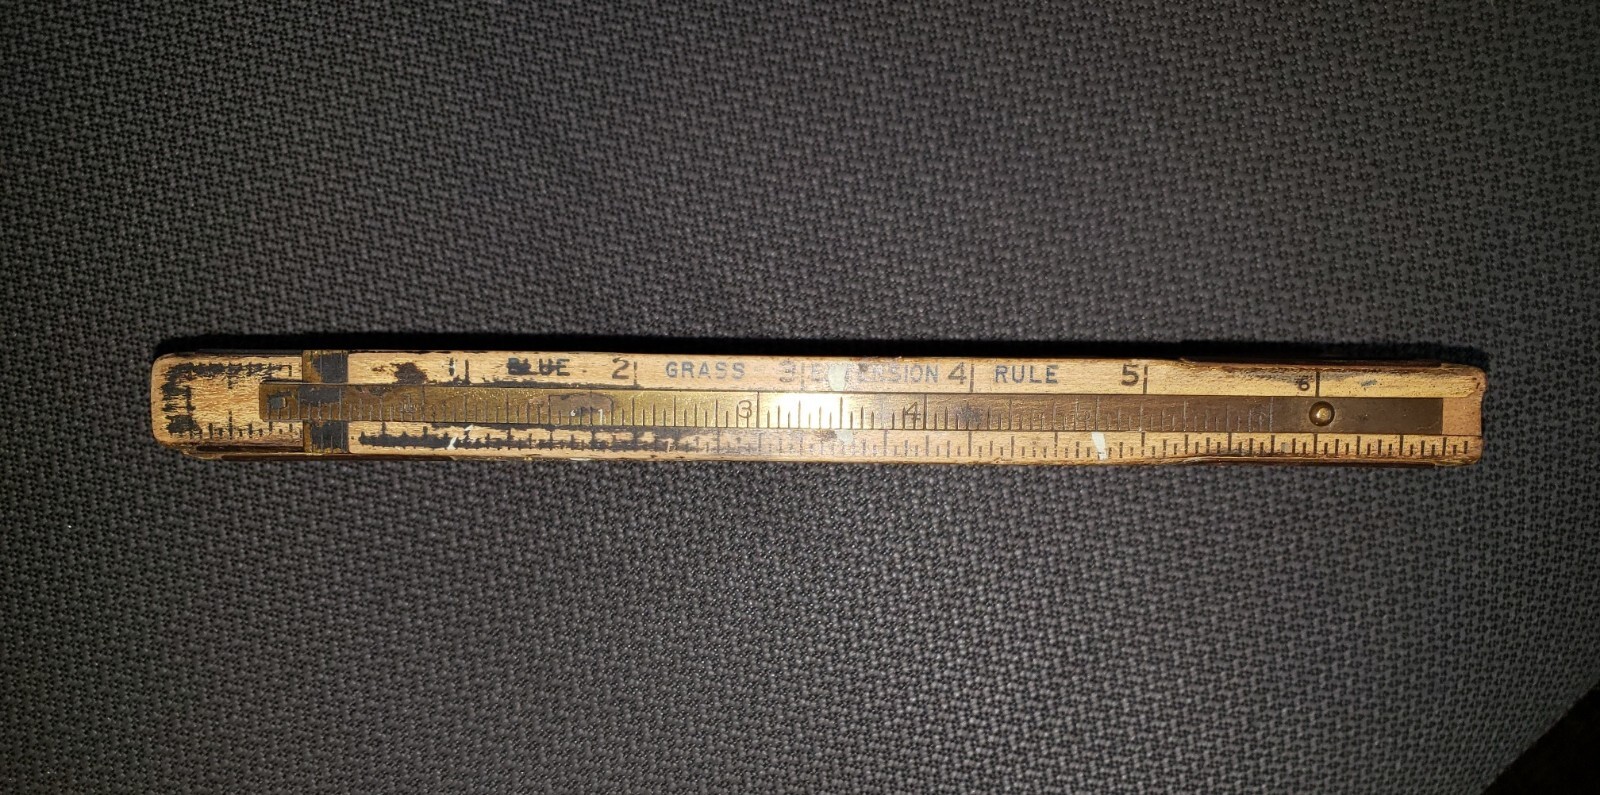 1 BLUE 2 GRASS 3 EXTENSION 4 RULE 5 6
3 4